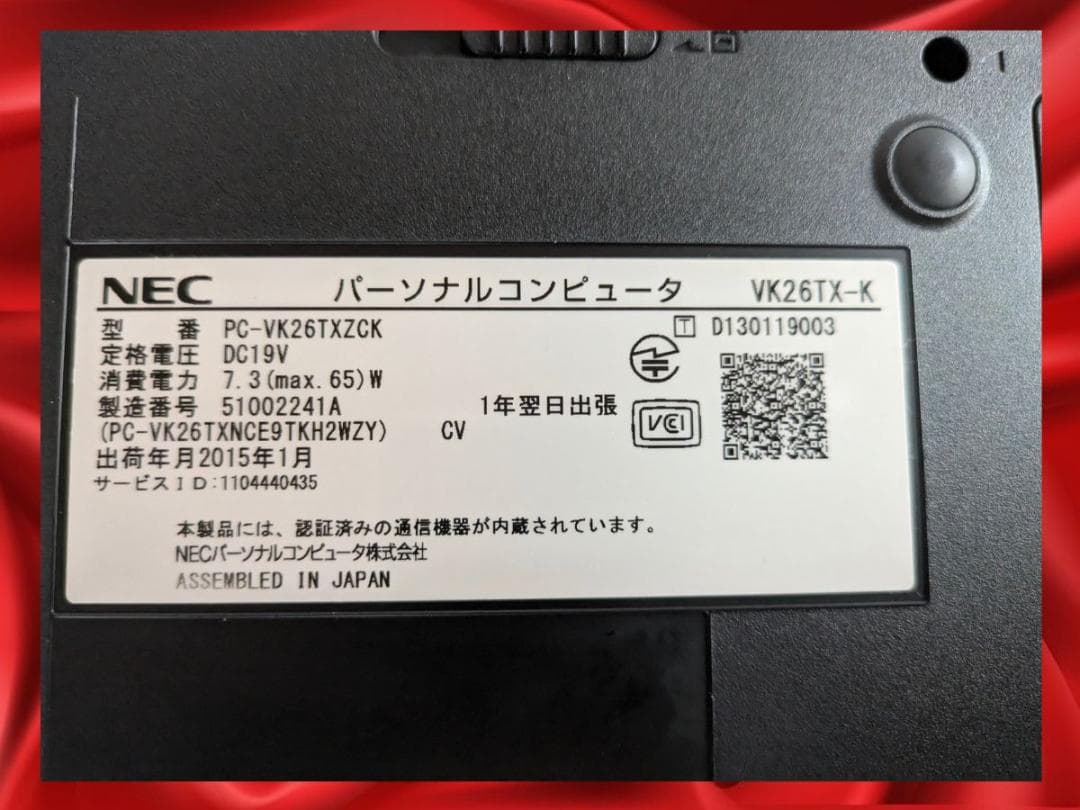 NEC パーソナルコンピュータ VK26TX-K
型 番 PC-VK26TXZCK
T D130119003
定格電圧 DC19V
消費電力 7.3(max.65)W
製造番号 51002241A
1年翌日出張
VCI
(PC-VK26TXNCE9TKH2WZY) CV
出荷年月2015年1月
サービスID:1104440435
本製品には、認証済みの通信機器が内蔵されています。
NECパーソナルコンピュータ株式会社
ASSEMBLED IN JAPAN